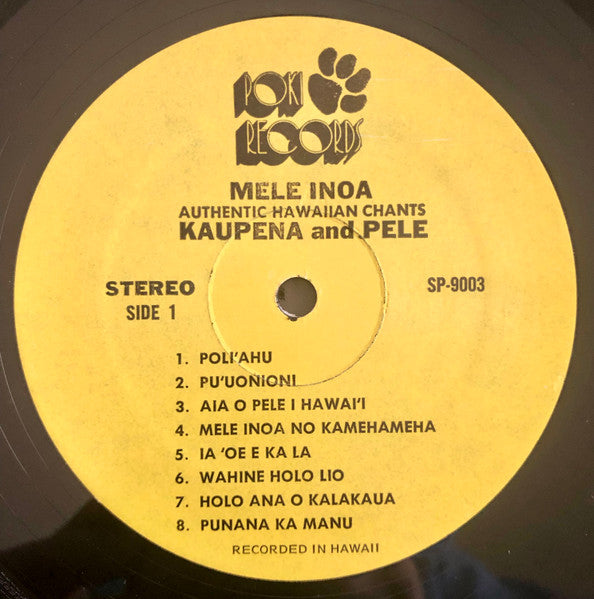 POKI
RECORDS
MELE INOA
AUTHENTIC HAWAIIAN CHANTS
KAUPENA and PELE
STEREO
SIDE 1
SP-9003
1. POLI'AHU
2. PU'UONIONI
3. AIA O PELE I HAWAI'I
4. MELE INOA NO KAMEHAMEHA
5. IA 'OE E KA LA
6. WAHINE HOLO LIO
7. HOLO ANA O KALAKAUA
8. PUNANA KA MANU
RECORDED IN HAWAII